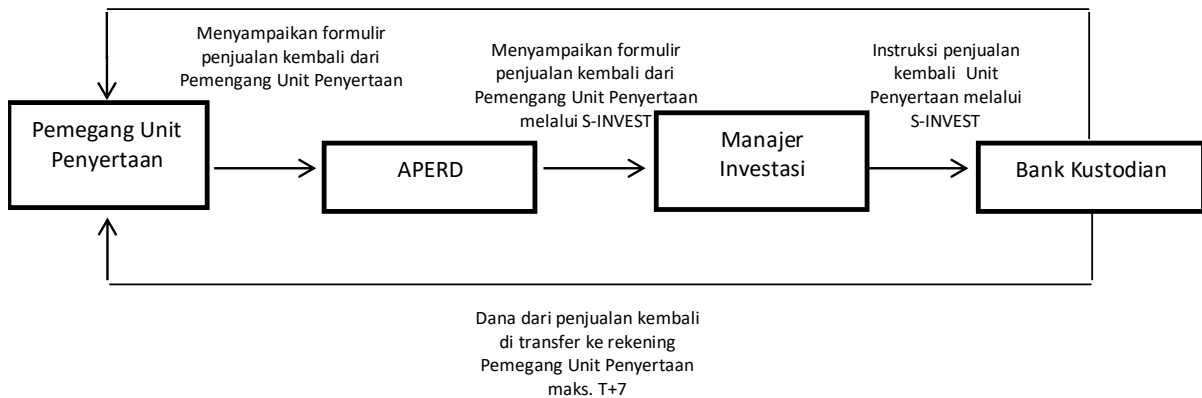 Menyampaikan formulir
penjualan kembali dari
Pemengang Unit Penyertaan
Menyampaikan formulir
penjualan kembali dari
Pemengang Unit Penyertaan
melalui S-INVEST
Instruksi penjualan
kembali Unit
Penyertaan melalui
S-INVEST
Pemegang Unit
Penyertaan
APERD
Manajer
Investasi
Bank Kustodian
Dana dari penjualan kembali
di transfer ke rekening
Pemegang Unit Penyertaan
maks. T+7